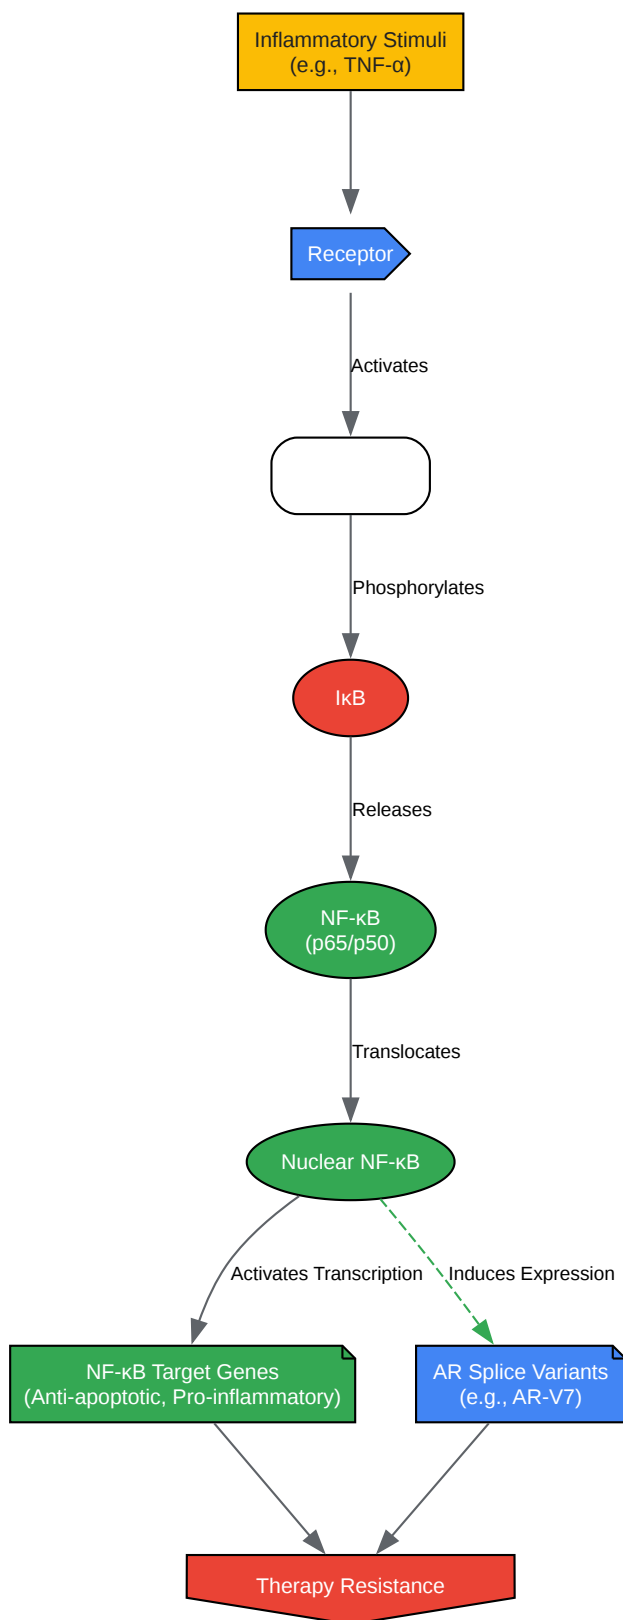 Inflammatory Stimuli
(e.g., TNF-α)
Receptor
Activates
Phosphorylates
IκB
Releases
NF-κB
(p65/p50)
Translocates
Nuclear NF-κB
Activates Transcription
Induces Expression
NF-κB Target Genes
(Anti-apoptotic, Pro-inflammatory)
AR Splice Variants
(e.g., AR-V7)
Therapy Resistance